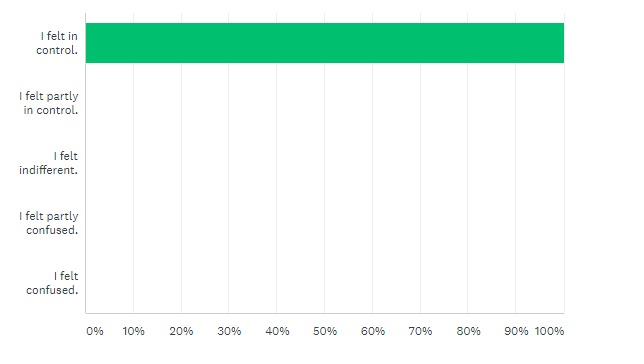 I felt in
control.
I felt partly
in control.
I felt
indifferent.
I felt partly
confused.
I felt
confused.
0% 10% 20% 30% 40% 50% 60% 70% 80% 90% 100%